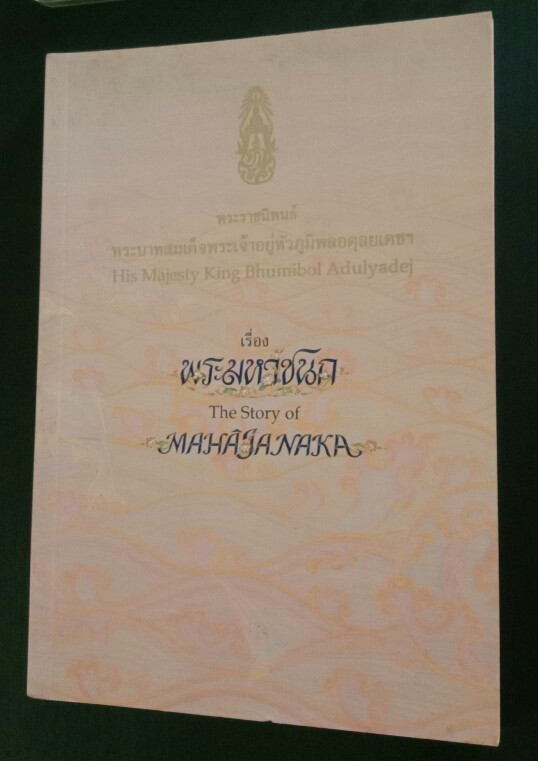 พระราชนิพนธ์
พระบาทสมเด็จพระเจ้าอยู่หัวภูมิพลอดุลยเดชฯ
His Majesty King Bhumibol Adulyadej
เรื่อง
พระมหาชนก
The Story of
MAHĀJANAKA